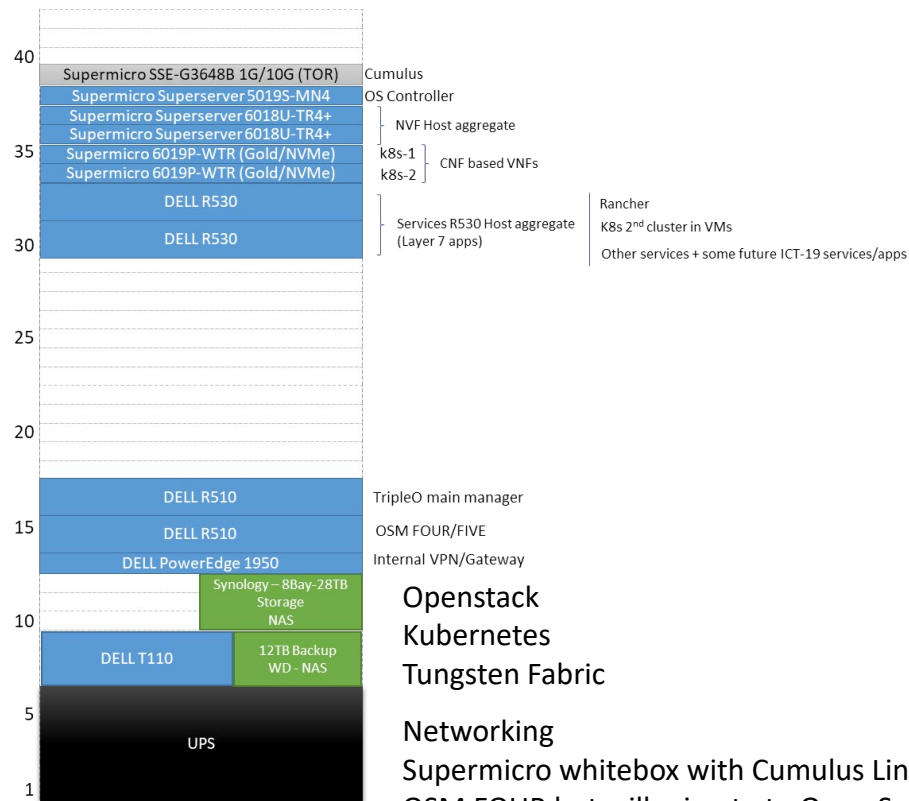 40
Supermicro SSE-G3648B 1G/10G (TOR)
Cumulus
Supermicro Superserver 5019S-MN4
OS Controller
Supermicro Superserver 6018U-TR4+
Supermicro Superserver 6018U-TR4+
NVF Host aggregate
35
Supermicro 6019P-WTR (Gold/NVMe)
k8s-1
Supermicro 6019P-WTR (Gold/NVMe)
k8s-2
CNF based VNFs
DELL R530
DELL R530
30
Services R530 Host aggregate
(Layer 7 apps)
Rancher
K8s 2nd cluster in VMs
Other services + some future ICT-19 services/apps
25
20
DELL R510
TripleO main manager
15
DELL R510
OSM FOUR/FIVE
DELL PowerEdge 1950
Internal VPN/Gateway
Synology – 8Bay-28TB
Storage
NAS
10
DELL T110
12TB Backup
WD - NAS
5
UPS
1
Openstack
Kubernetes
Tungsten Fabric
Networking
Supermicro whitebox with Cumulus Lin
OSM FOUR but will